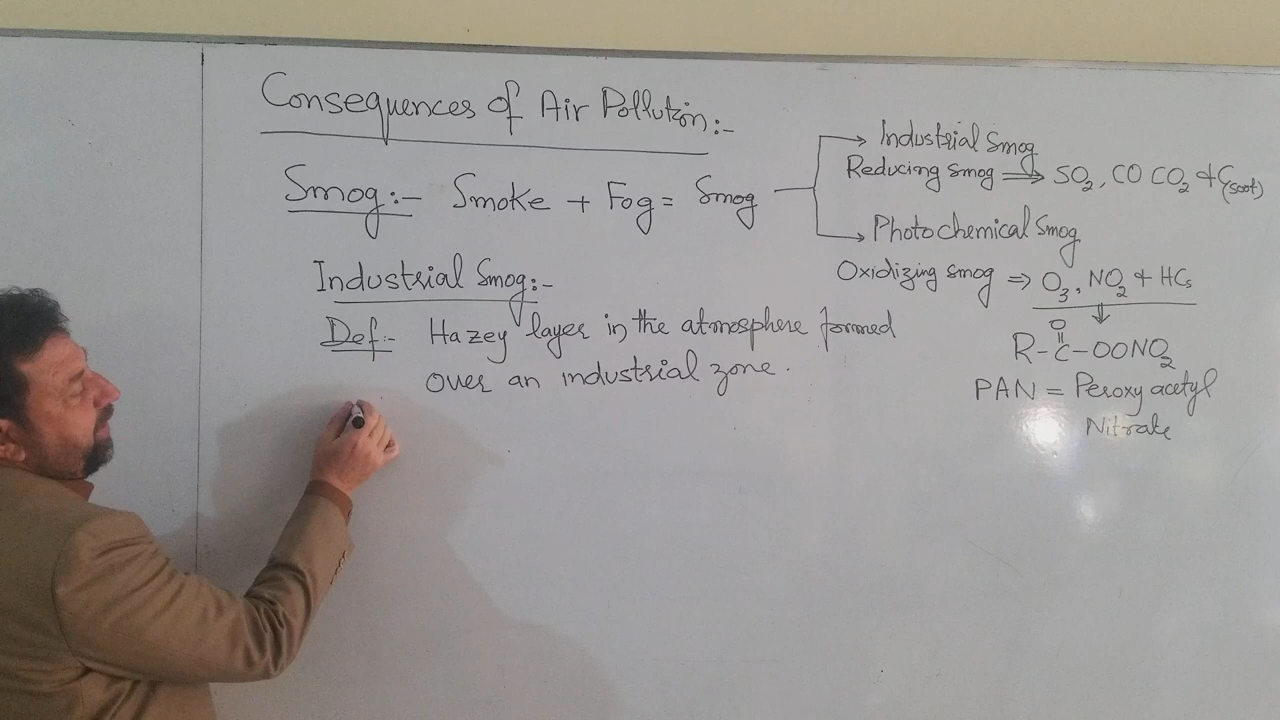 Consequences of Air Pollution:-
Smog:- Smoke + Fog = Smog
Industrial Smog
Reducing Smog ⇒ SO₂, CO CO₂ + C(soot)
Photochemical Smog
Oxidizing smog ⇒ O₃, NO₂ + HCs
O
R-C-OONO₂
PAN = Peroxy acetyl
Nitrate
Industrial Smog:-
Def:- Hazey layer in the atmosphere formed
over an industrial zone.